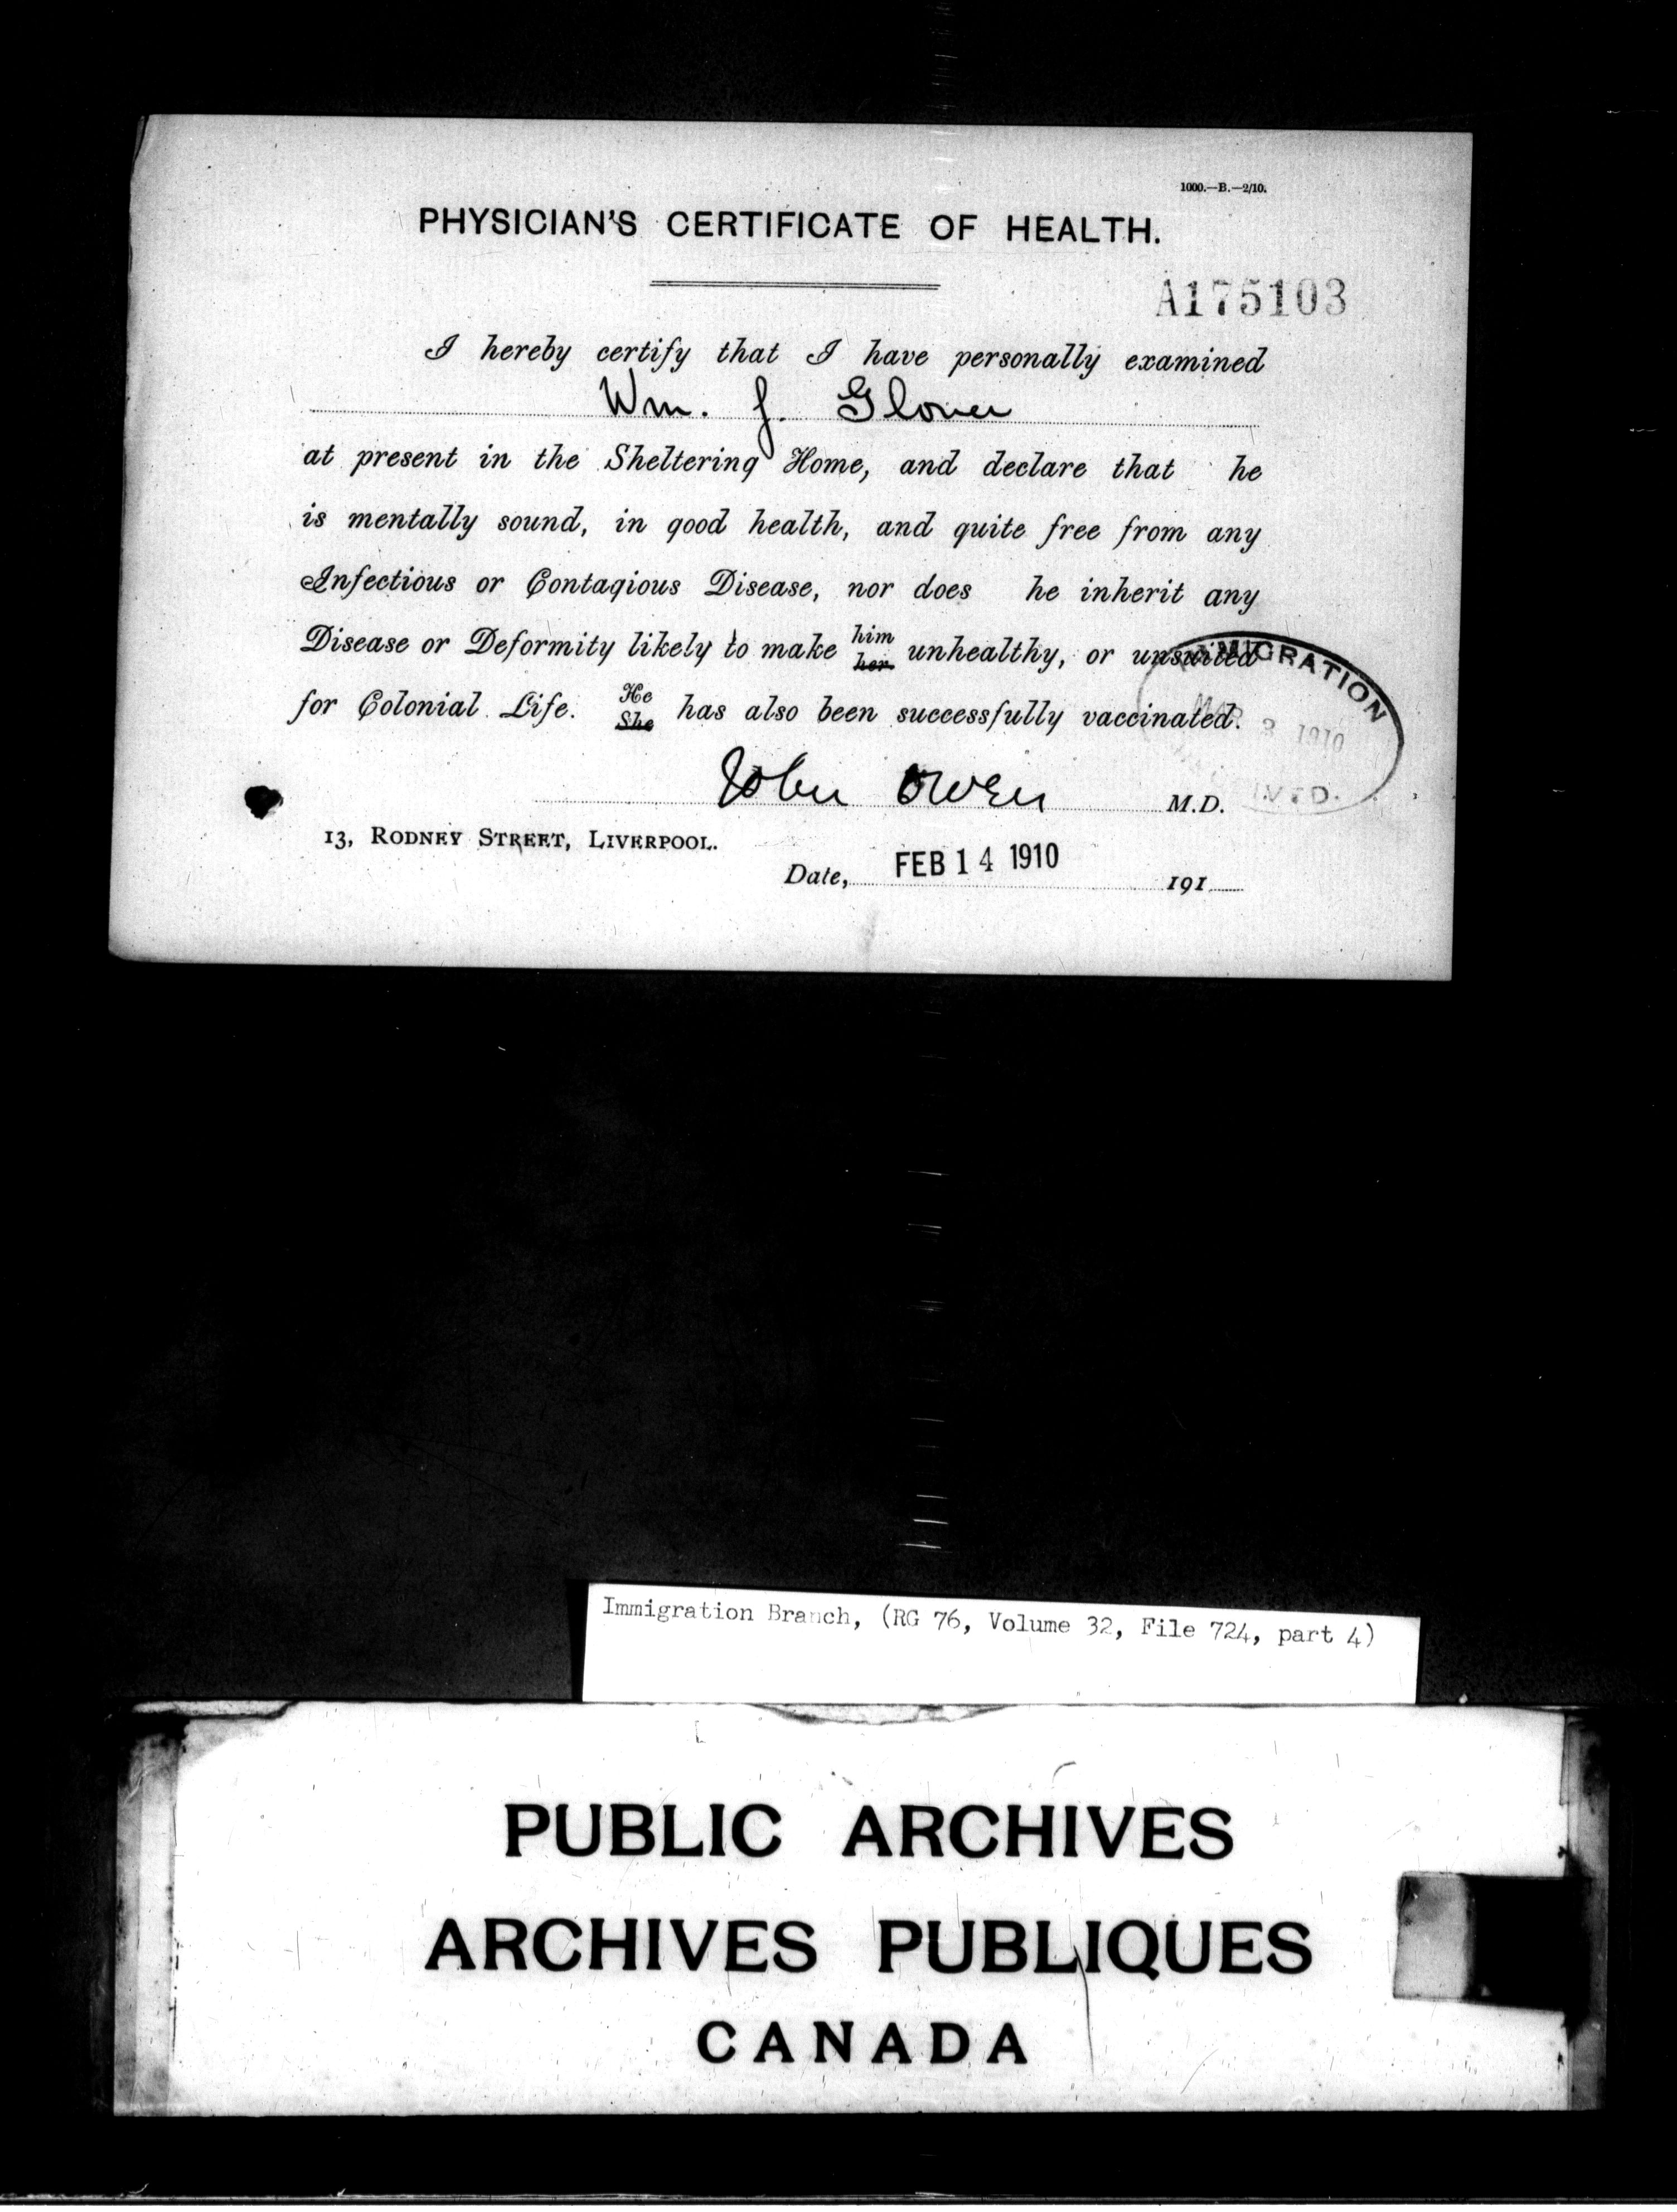 1000.—B.—2/10.
PHYSICIAN'S CERTIFICATE OF HEALTH.
A175103
I hereby certify that I have personally examined
Wm. J. Glover
at present in the Sheltering Home, and declare that he
is mentally sound, in good health, and quite free from any
Infectious or Contagious Disease, nor does he inherit any
Disease or Deformity likely to make him her unhealthy, or unsuited
for Colonial Life. He She has also been successfully vaccinated.
IMMIGRATION
MAR 3 1910
John Owen M.D.
13, RODNEY STREET, LIVERPOOL.
Date, FEB 14 1910 191
Immigration Branch, (RG 76, Volume 32, File 724, part 4)
PUBLIC ARCHIVES
ARCHIVES PUBLIQUES
CANADA